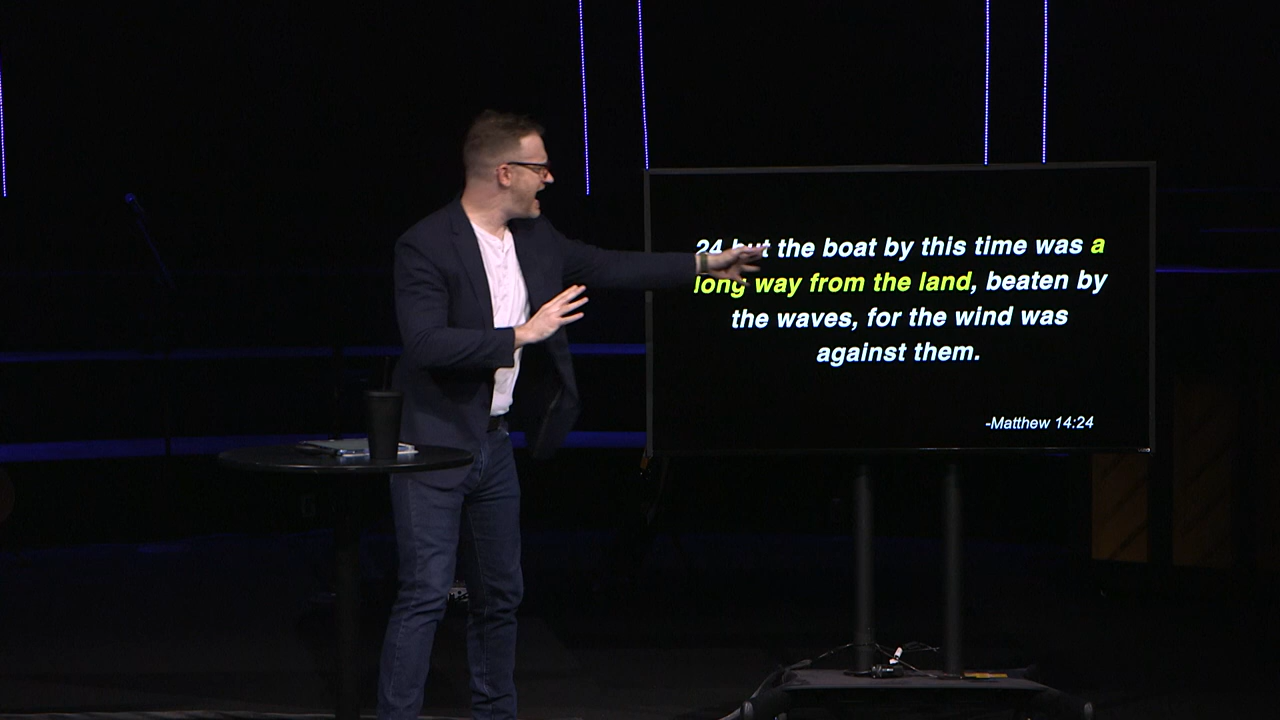 24 but the boat by this time was a
long way from the land, beaten by
the waves, for the wind was
against them.
-Matthew 14:24